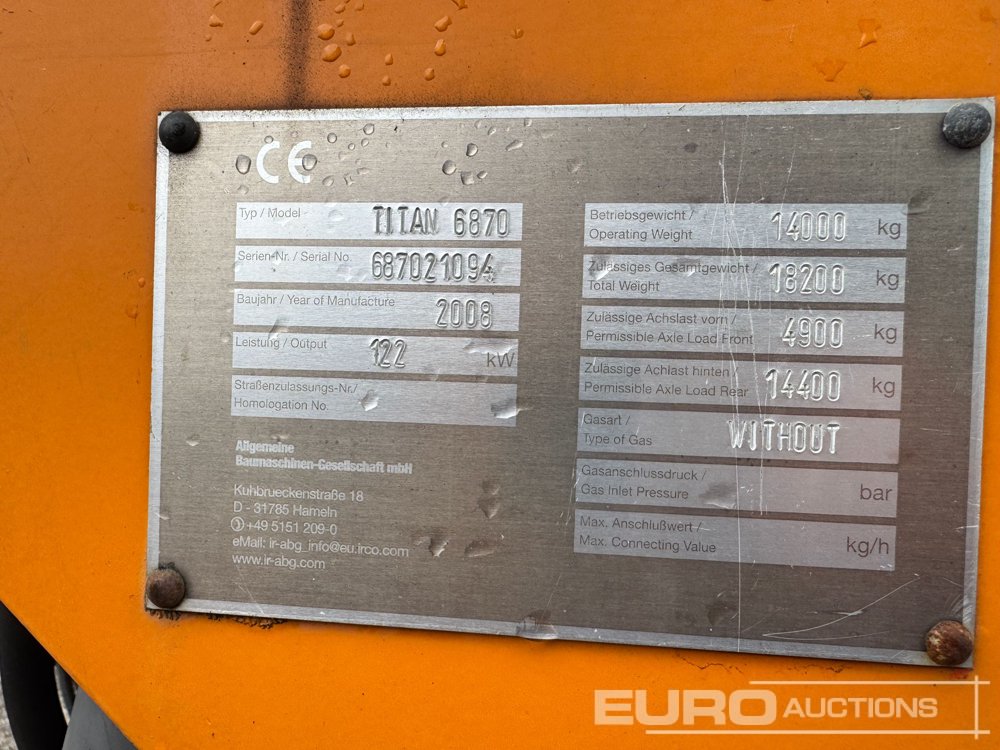 CE
Typ / Model TITAN 6870
Serien-Nr. / Serial No. 687021094
Baujahr / Year of Manufacture 2008
Leistung / Output 122 kW
Straßenzulassungs-Nr./
Homologation No.
Allgemeine
Baumaschinen-Gesellschaft mbH
Kuhbrueckenstraße 18
D - 31785 Hameln
+49 5151 209-0
eMail: ir-abg_info@eu.irco.com
www.ir-abg.com
Betriebsgewicht /
Operating Weight 14000 kg
Zulässiges Gesamtgewicht /
Total Weight 18200 kg
Zulässige Achslast vorn /
Permissible Axle Load Front 4900 kg
Zulässige Achlast hinten /
Permissible Axle Load Rear 14400 kg
Gasart /
Type of Gas WITHOUT
Gasanschlussdruck /
Gas Inlet Pressure bar
Max. Anschlußwert /
Max. Connecting Value kg/h
EURO AUCTIONS